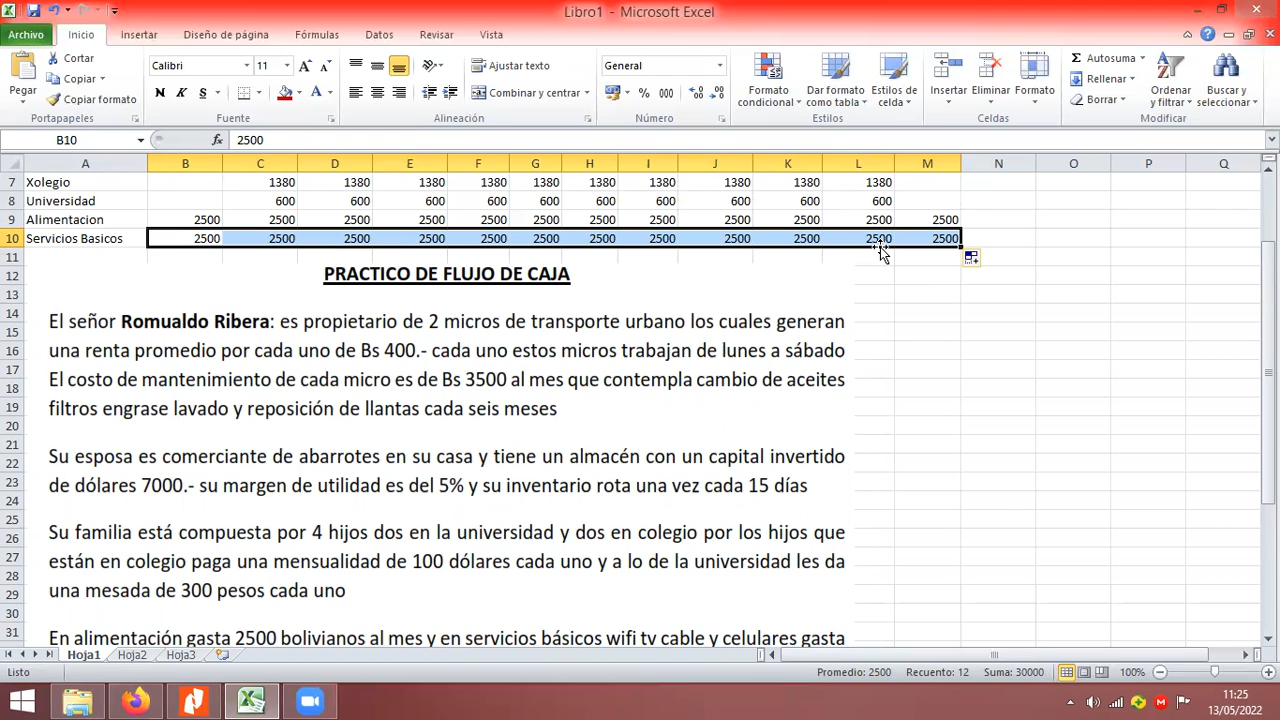 Libro1 - Microsoft Excel
Archivo Inicio Insertar Diseño de página Fórmulas Datos Revisar Vista
Pegar
Cortar
Copiar
Copiar formato
Portapapeles
Calibri 11
N K S
Fuente
Ajustar texto
Combinar y centrar
Alineación
General
% 000
Número
Formato condicional
Dar formato como tabla
Estilos de celda
Estilos
Insertar Eliminar Formato
Celdas
Σ Autosuma
Rellenar
Borrar
Ordenar y filtrar
Buscar y seleccionar
Modificar
B10 fx 2500
A B C D E F G H I J K L M N O P Q
7 Xolegio 1380 1380 1380 1380 1380 1380 1380 1380 1380 1380
8 Universidad 600 600 600 600 600 600 600 600 600 600
9 Alimentacion 2500 2500 2500 2500 2500 2500 2500 2500 2500 2500 2500 2500
10 Servicios Basicos 2500 2500 2500 2500 2500 2500 2500 2500 2500 2500 2500 2500
11
12
13
14
15
16
17
18
19
20
21
22
23
24
25
26
27
28
29
30
31
PRACTICO DE FLUJO DE CAJA
El señor Romualdo Ribera: es propietario de 2 micros de transporte urbano los cuales generan
una renta promedio por cada uno de Bs 400.- cada uno estos micros trabajan de lunes a sábado
El costo de mantenimiento de cada micro es de Bs 3500 al mes que contempla cambio de aceites
filtros engrase lavado y reposición de llantas cada seis meses
Su esposa es comerciante de abarrotes en su casa y tiene un almacén con un capital invertido
de dólares 7000.- su margen de utilidad es del 5% y su inventario rota una vez cada 15 días
Su familia está compuesta por 4 hijos dos en la universidad y dos en colegio por los hijos que
están en colegio paga una mensualidad de 100 dólares cada uno y a lo de la universidad les da
una mesada de 300 pesos cada uno
En alimentación gasta 2500 bolivianos al mes y en servicios básicos wifi tv cable y celulares gasta
Hoja1 Hoja2 Hoja3
Listo Promedio: 2500 Recuento: 12 Suma: 30000 100%
11:25
13/05/2022